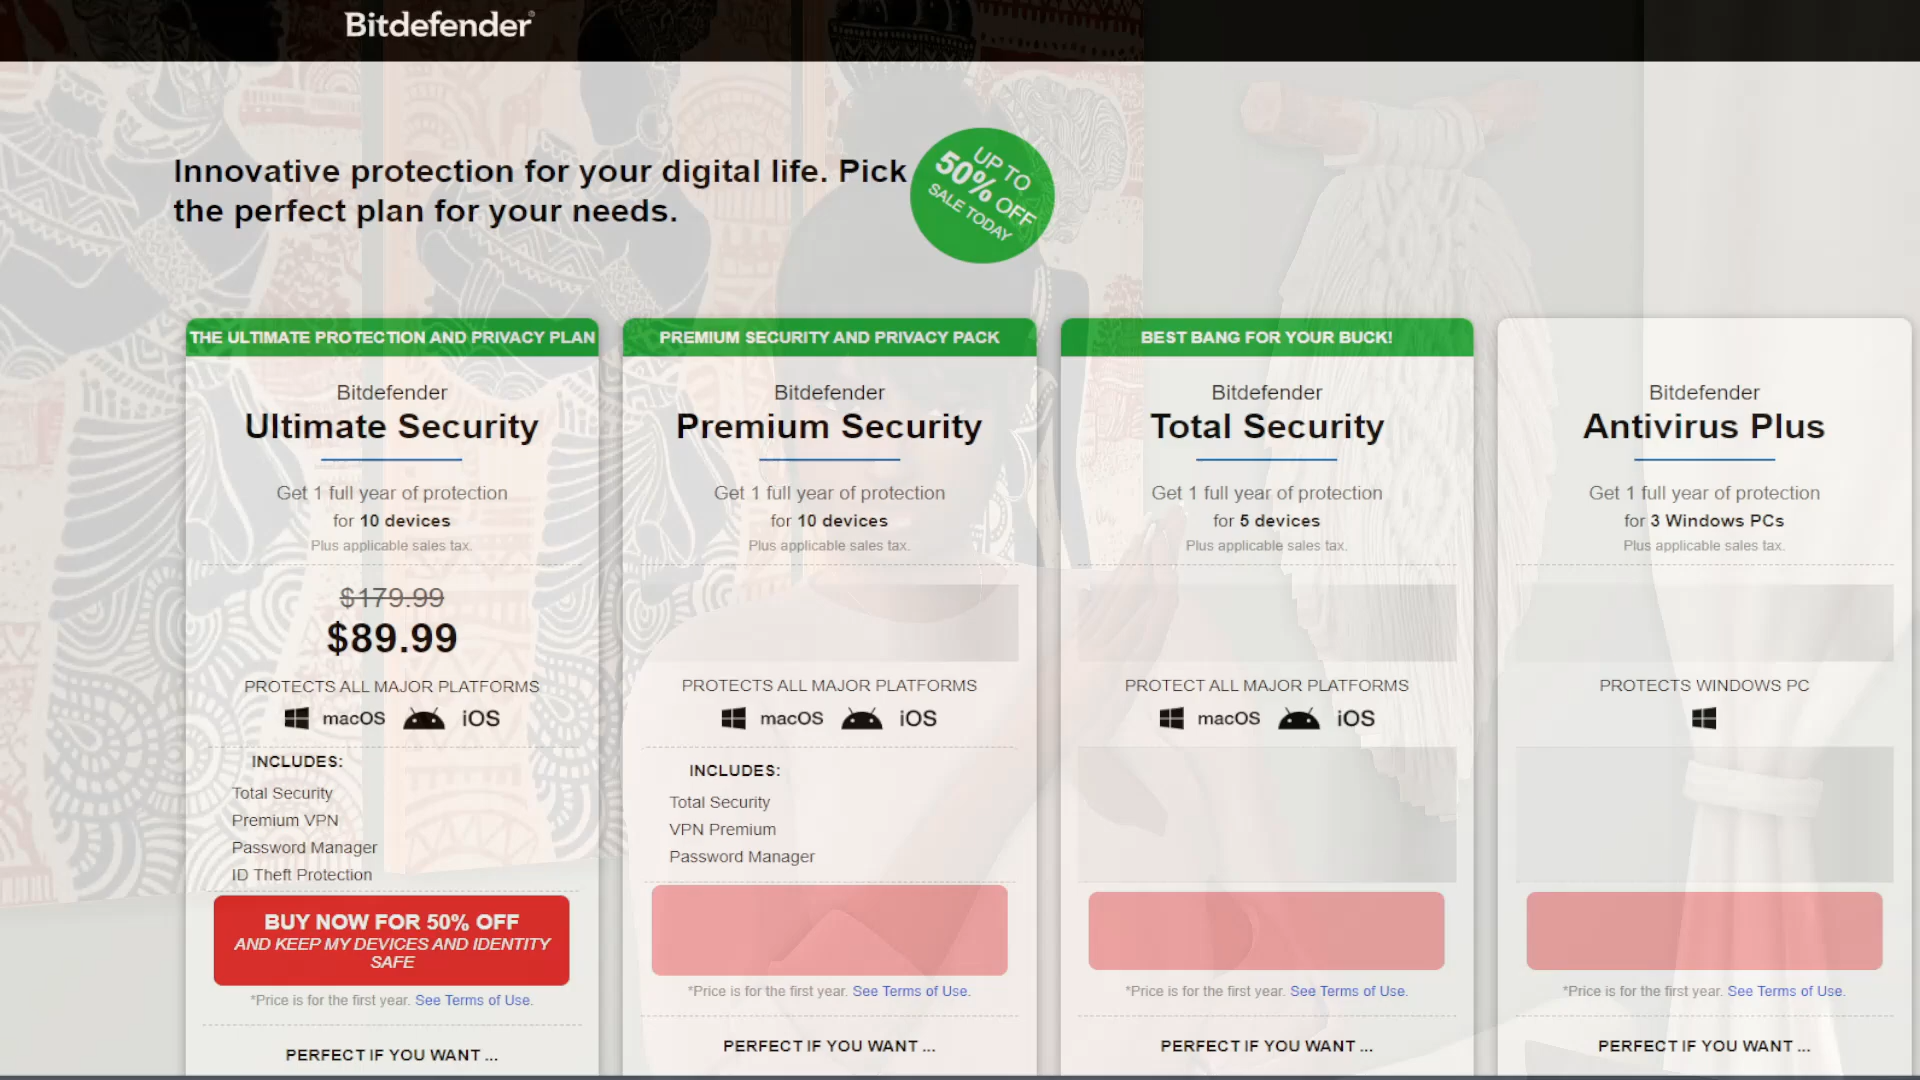 Bitdefender®
Innovative protection for your digital life. Pick
the perfect plan for your needs.
UP TO
50% OFF
SALE TODAY
THE ULTIMATE PROTECTION AND PRIVACY PLAN
Bitdefender
Ultimate Security
Get 1 full year of protection
for 10 devices
Plus applicable sales tax.
$179.99
$89.99
PROTECTS ALL MAJOR PLATFORMS
macOS iOS
INCLUDES:
Total Security
Premium VPN
Password Manager
ID Theft Protection
BUY NOW FOR 50% OFF
AND KEEP MY DEVICES AND IDENTITY
SAFE
*Price is for the first year. See Terms of Use.
PERFECT IF YOU WANT ...
PREMIUM SECURITY AND PRIVACY PACK
Bitdefender
Premium Security
Get 1 full year of protection
for 10 devices
Plus applicable sales tax.
PROTECTS ALL MAJOR PLATFORMS
macOS iOS
INCLUDES:
Total Security
VPN Premium
Password Manager
*Price is for the first year. See Terms of Use.
PERFECT IF YOU WANT ...
BEST BANG FOR YOUR BUCK!
Bitdefender
Total Security
Get 1 full year of protection
for 5 devices
Plus applicable sales tax.
PROTECT ALL MAJOR PLATFORMS
macOS iOS
*Price is for the first year. See Terms of Use.
PERFECT IF YOU WANT ...
Bitdefender
Antivirus Plus
Get 1 full year of protection
for 3 Windows PCs
Plus applicable sales tax.
PROTECTS WINDOWS PC
*Price is for the first year. See Terms of Use.
PERFECT IF YOU WANT ...